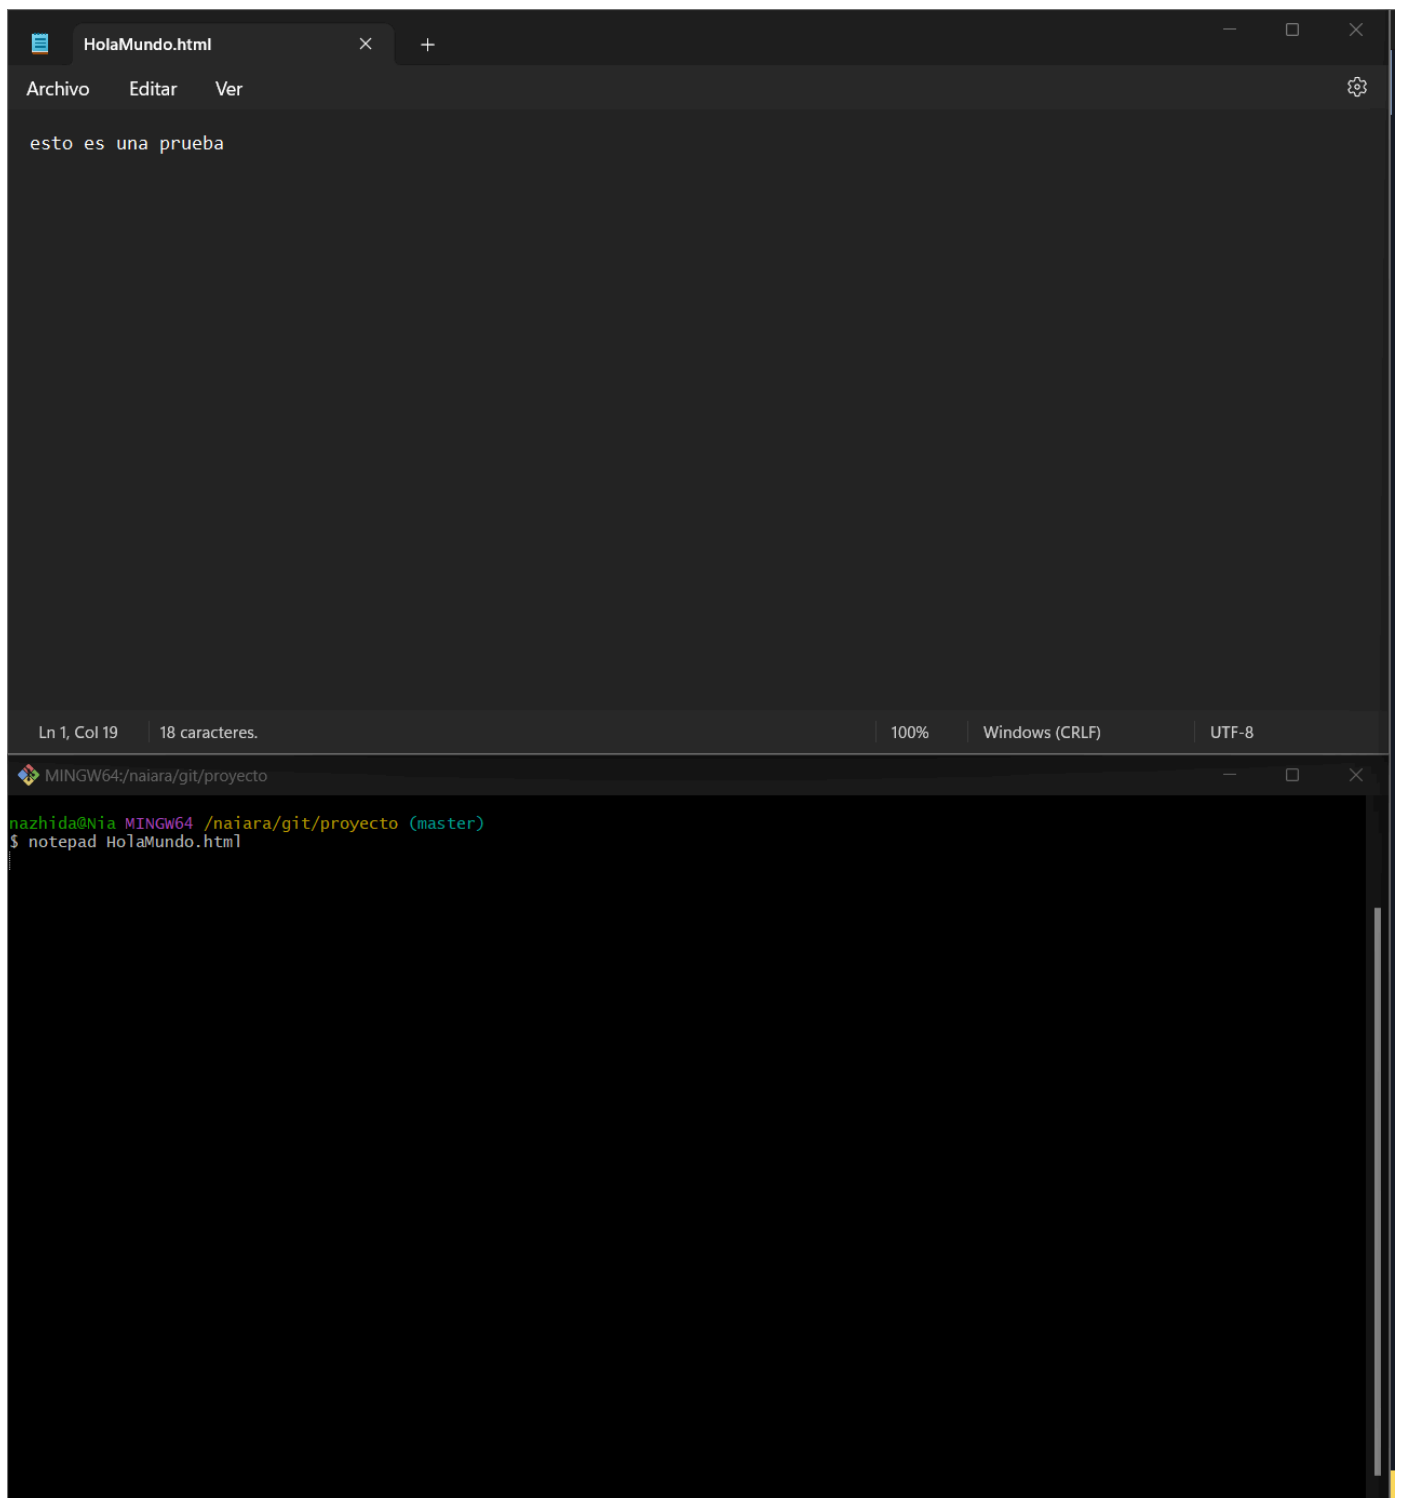 HolaMundo.html
Archivo Editar Ver
esto es una prueba
Ln 1, Col 19 18 caracteres. 100% Windows (CRLF) UTF-8
MINGW64:/naiara/git/proyecto
nazhida@Nia MINGW64 /naiara/git/proyecto (master)
$ notepad HolaMundo.html